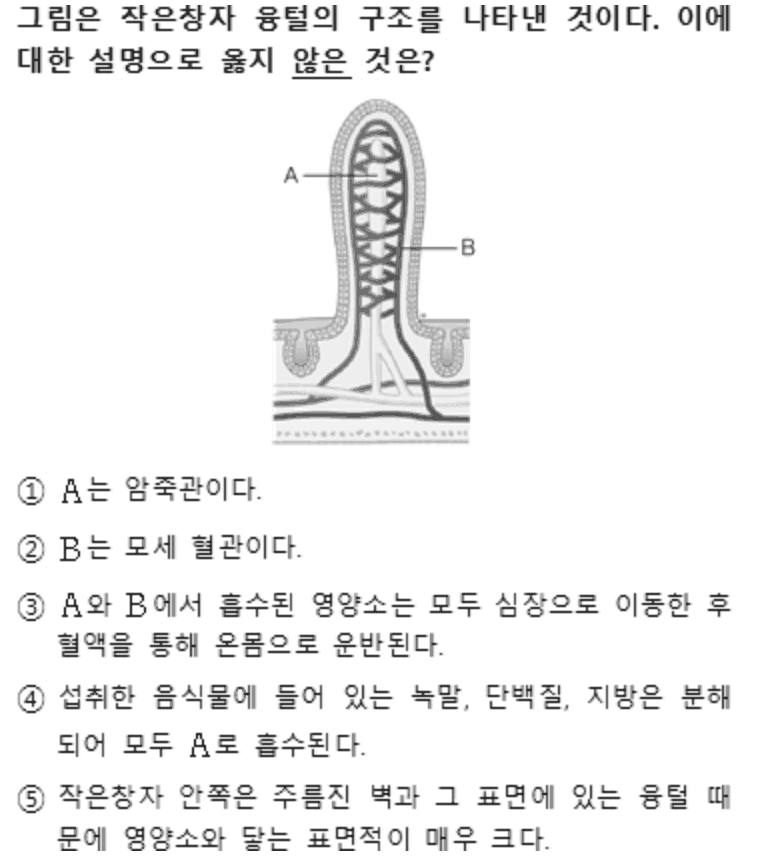 그림은 작은창자 융털의 구조를 나타낸 것이다. 이에
대한 설명으로 옳지 않은 것은?
A
B
① A는 암죽관이다.
② B는 모세 혈관이다.
③ A와 B에서 흡수된 영양소는 모두 심장으로 이동한 후
혈액을 통해 온몸으로 운반된다.
④ 섭취한 음식물에 들어 있는 녹말, 단백질, 지방은 분해
되어 모두 A로 흡수된다.
⑤ 작은창자 안쪽은 주름진 벽과 그 표면에 있는 융털 때
문에 영양소와 닿는 표면적이 매우 크다.